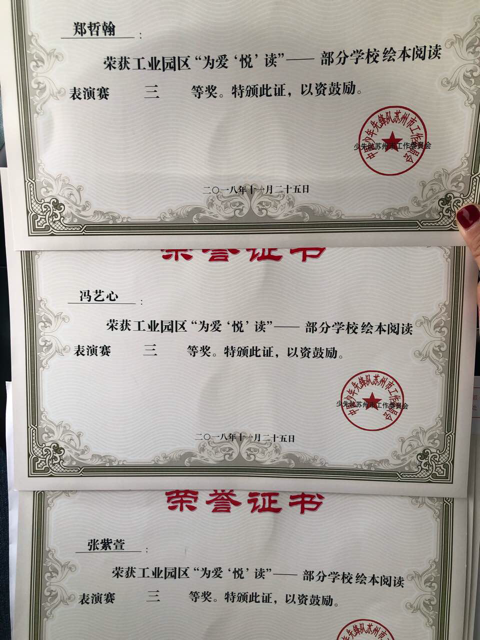 郑哲翰：
荣获工业园区“为爱‘悦’读”——部分学校绘本阅读
表演赛 三 等奖。特颁此证，以资鼓励。
二〇一八年十一月二十五日
荣誉证书
冯艺心：
荣获工业园区“为爱‘悦’读”——部分学校绘本阅读
表演赛 三 等奖。特颁此证，以资鼓励。
二〇一八年十一月二十五日
荣誉证书
张紫萱：
荣获工业园区“为爱‘悦’读”——部分学校绘本阅读
表演赛 三 等奖。特颁此证，以资鼓励。